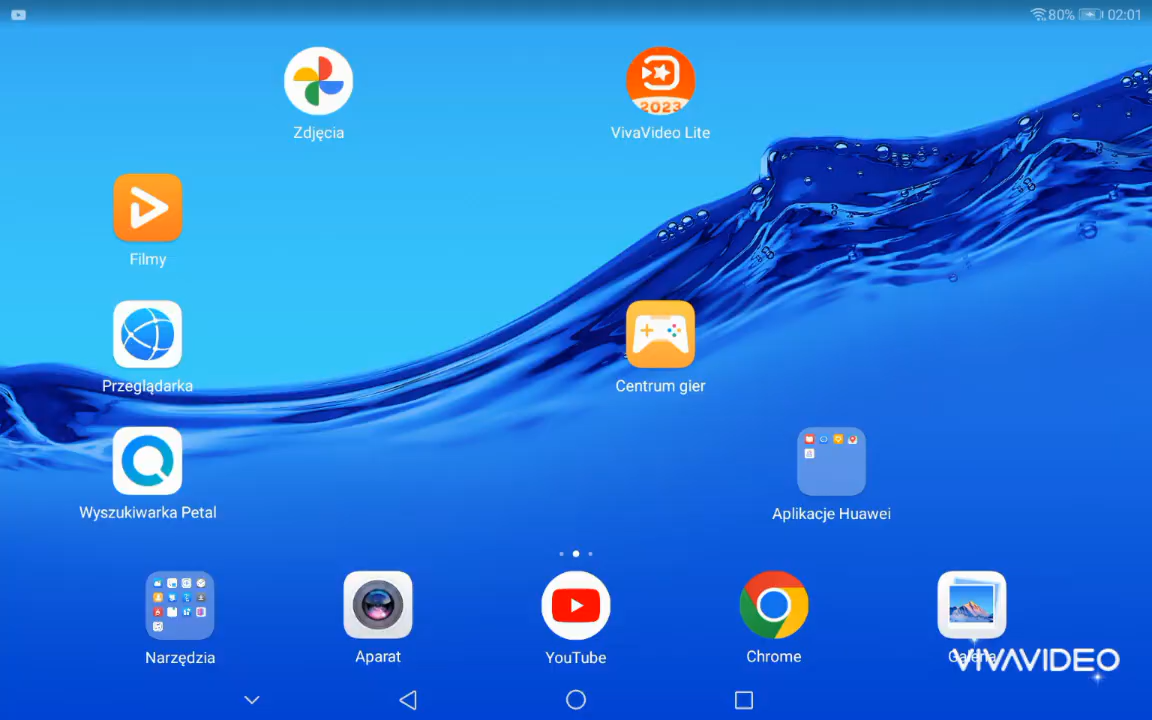 80% 02:01
2023
Zdjęcia
VivaVideo Lite
Filmy
Przeglądarka
Centrum gier
Wyszukiwarka Petal
Aplikacje Huawei
Narzędzia
Aparat
YouTube
Chrome
Galeria
VIVAVIDEO